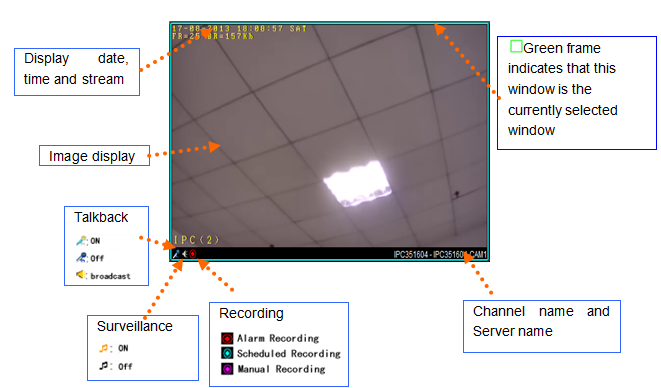 17-08-2013 18:08:57 SAT
FR=25 BR=157Kb
Display date,
time and stream
Green frame
indicates that this
window is the
currently selected
window
Image display
IPC(2)
IPC351604 - IPC351604 CAM1
Talkback
: ON
: Off
: broadcast
Surveillance
: ON
: Off
Recording
Alarm Recording
Scheduled Recording
Manual Recording
Channel name and
Server name